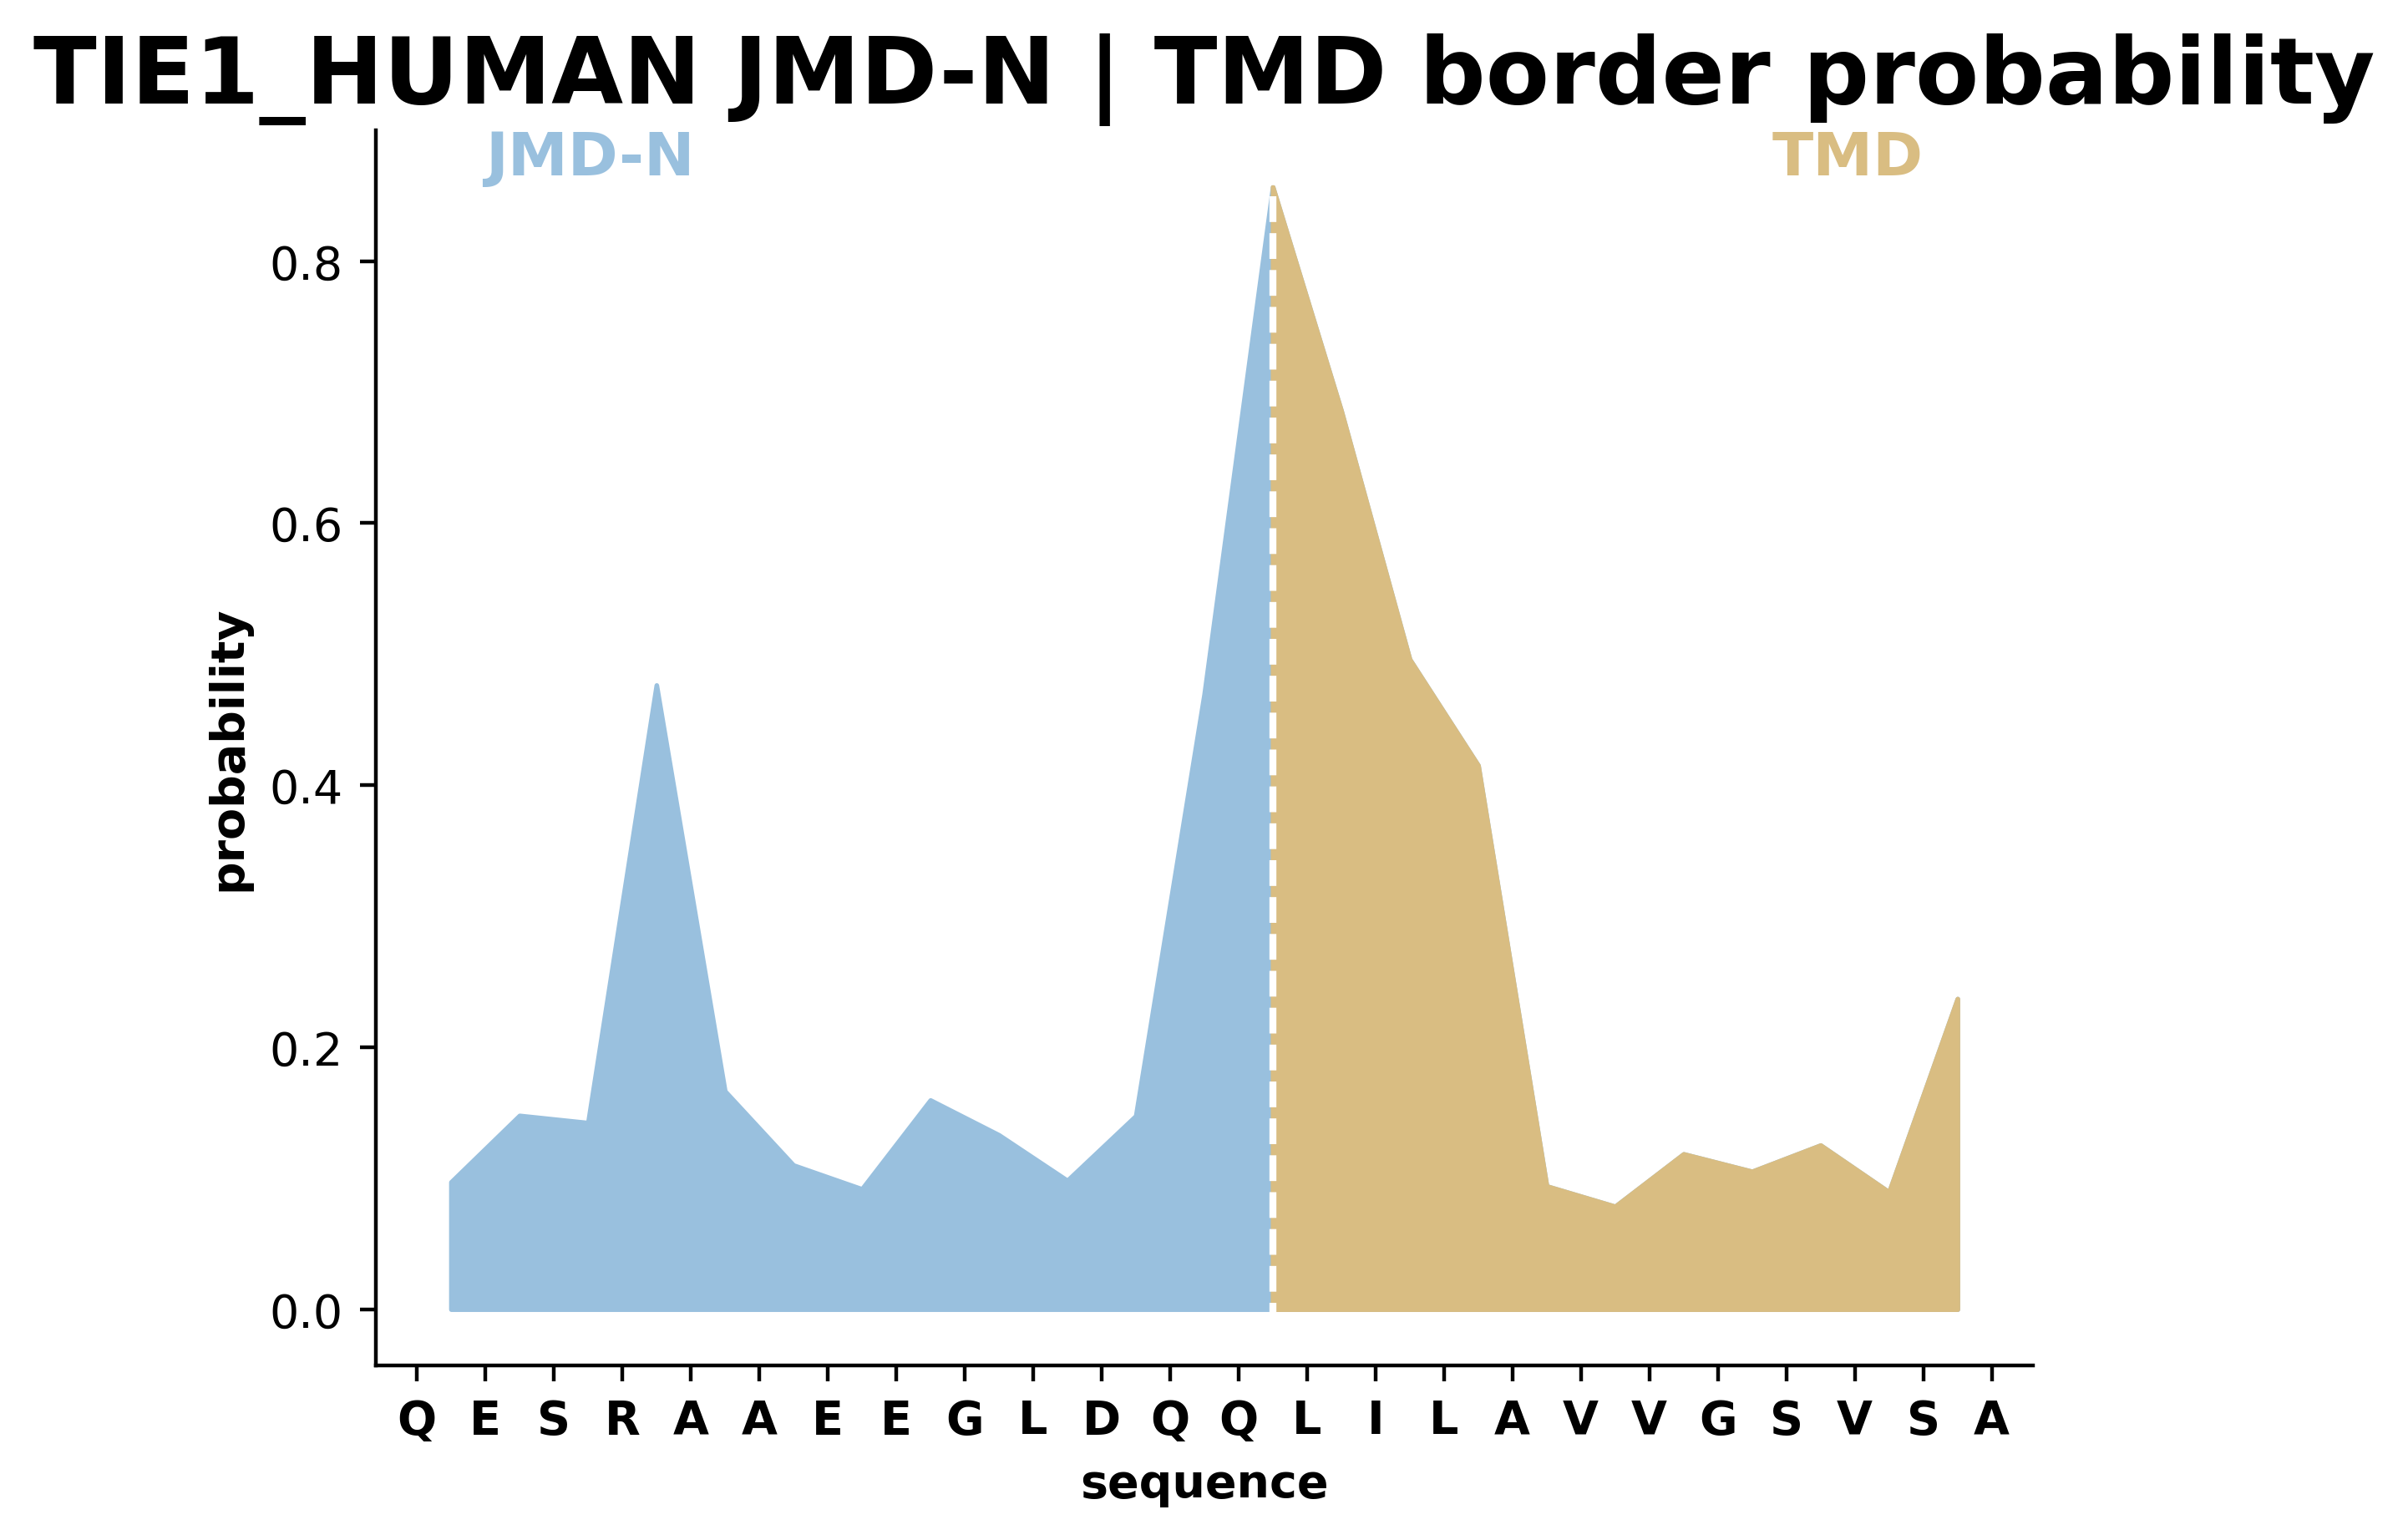 TIE1_HUMAN JMD-N | TMD border probability
JMD-N TMD
0.8
0.6
0.4
0.2
0.0
probability
Q E S R A A E E G L D Q Q L I L A V V G S V S A
sequence